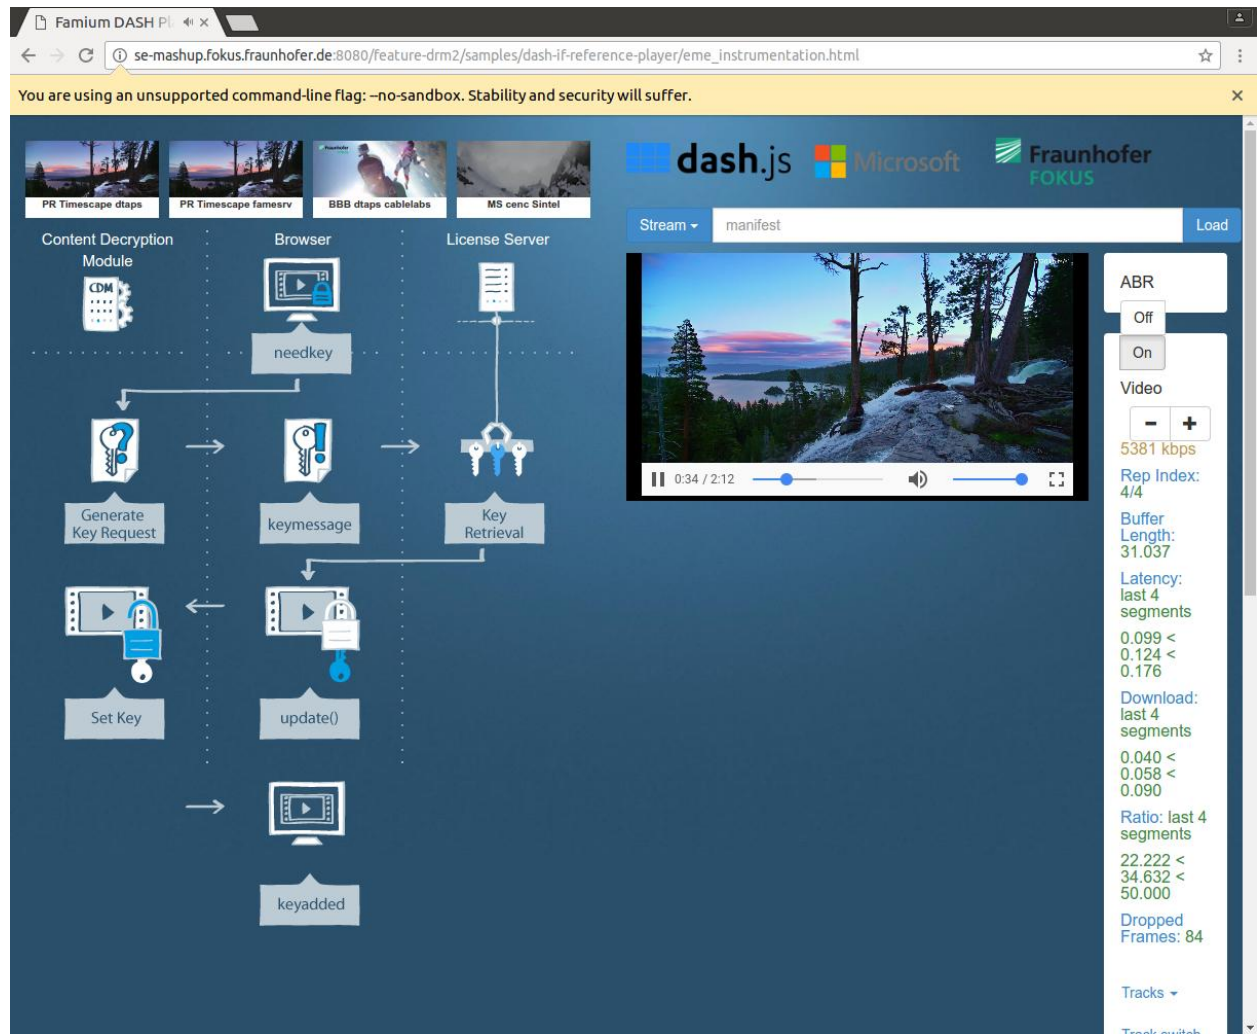 Famium DASH Pl
se-mashup.fokus.fraunhofer.de:8080/feature-drm2/samples/dash-if-reference-player/eme_instrumentation.html
You are using an unsupported command-line flag: --no-sandbox. Stability and security will suffer.
PR Timescape dtaps
PR Timescape famesrv
BBB dtaps cablelabs
MS cenc Sintel
dash.js
Microsoft
Fraunhofer
FOKUS
Stream
manifest
Load
Content Decryption
Module
Browser
License Server
CDM
needkey
Generate
Key Request
keymessage
Key
Retrieval
Set Key
update()
keyadded
0:34 / 2:12
ABR
Off
On
Video
- +
5381 kbps
Rep Index:
4/4
Buffer
Length:
31.037
Latency:
last 4
segments
0.099 <
0.124 <
0.176
Download:
last 4
segments
0.040 <
0.058 <
0.090
Ratio: last 4
segments
22.222 <
34.632 <
50.000
Dropped
Frames: 84
Tracks
Track switch